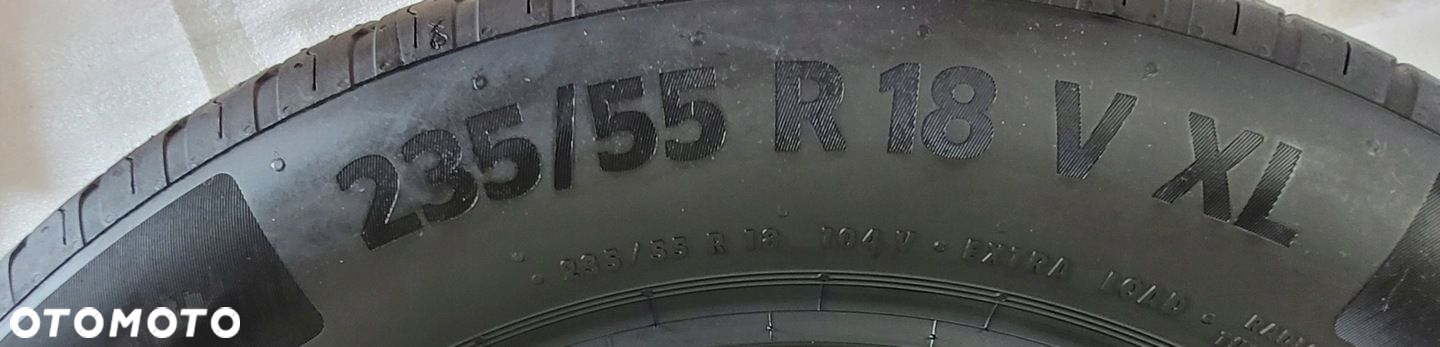 235/55 R 18 V XL
· 235/55 R 18 104 V · EXTRA LOAD ·
OTOMOTO